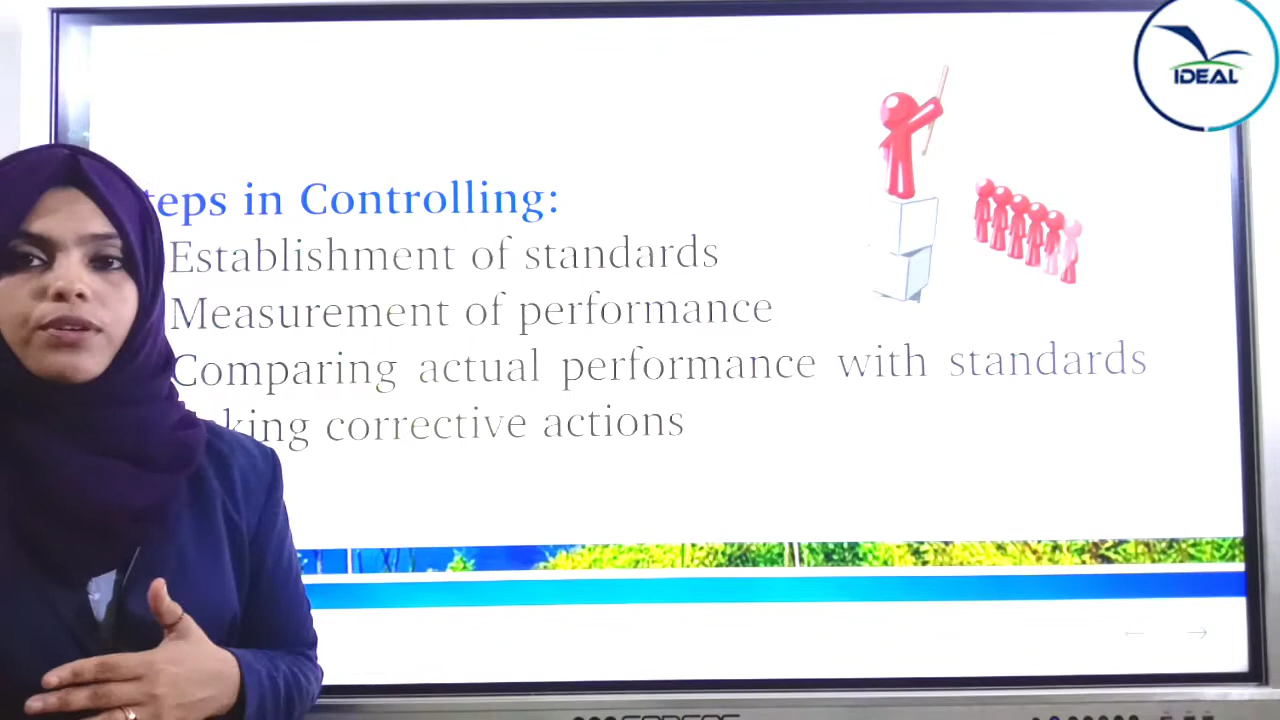 IDEAL
teps in Controlling:
Establishment of standards
Measurement of performance
Comparing actual performance with standards
king corrective actions